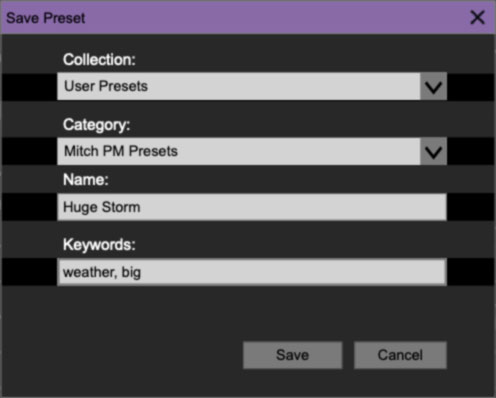 Save Preset
Collection:
User Presets
Category:
Mitch PM Presets
Name:
Huge Storm
Keywords:
weather, big
Save Cancel